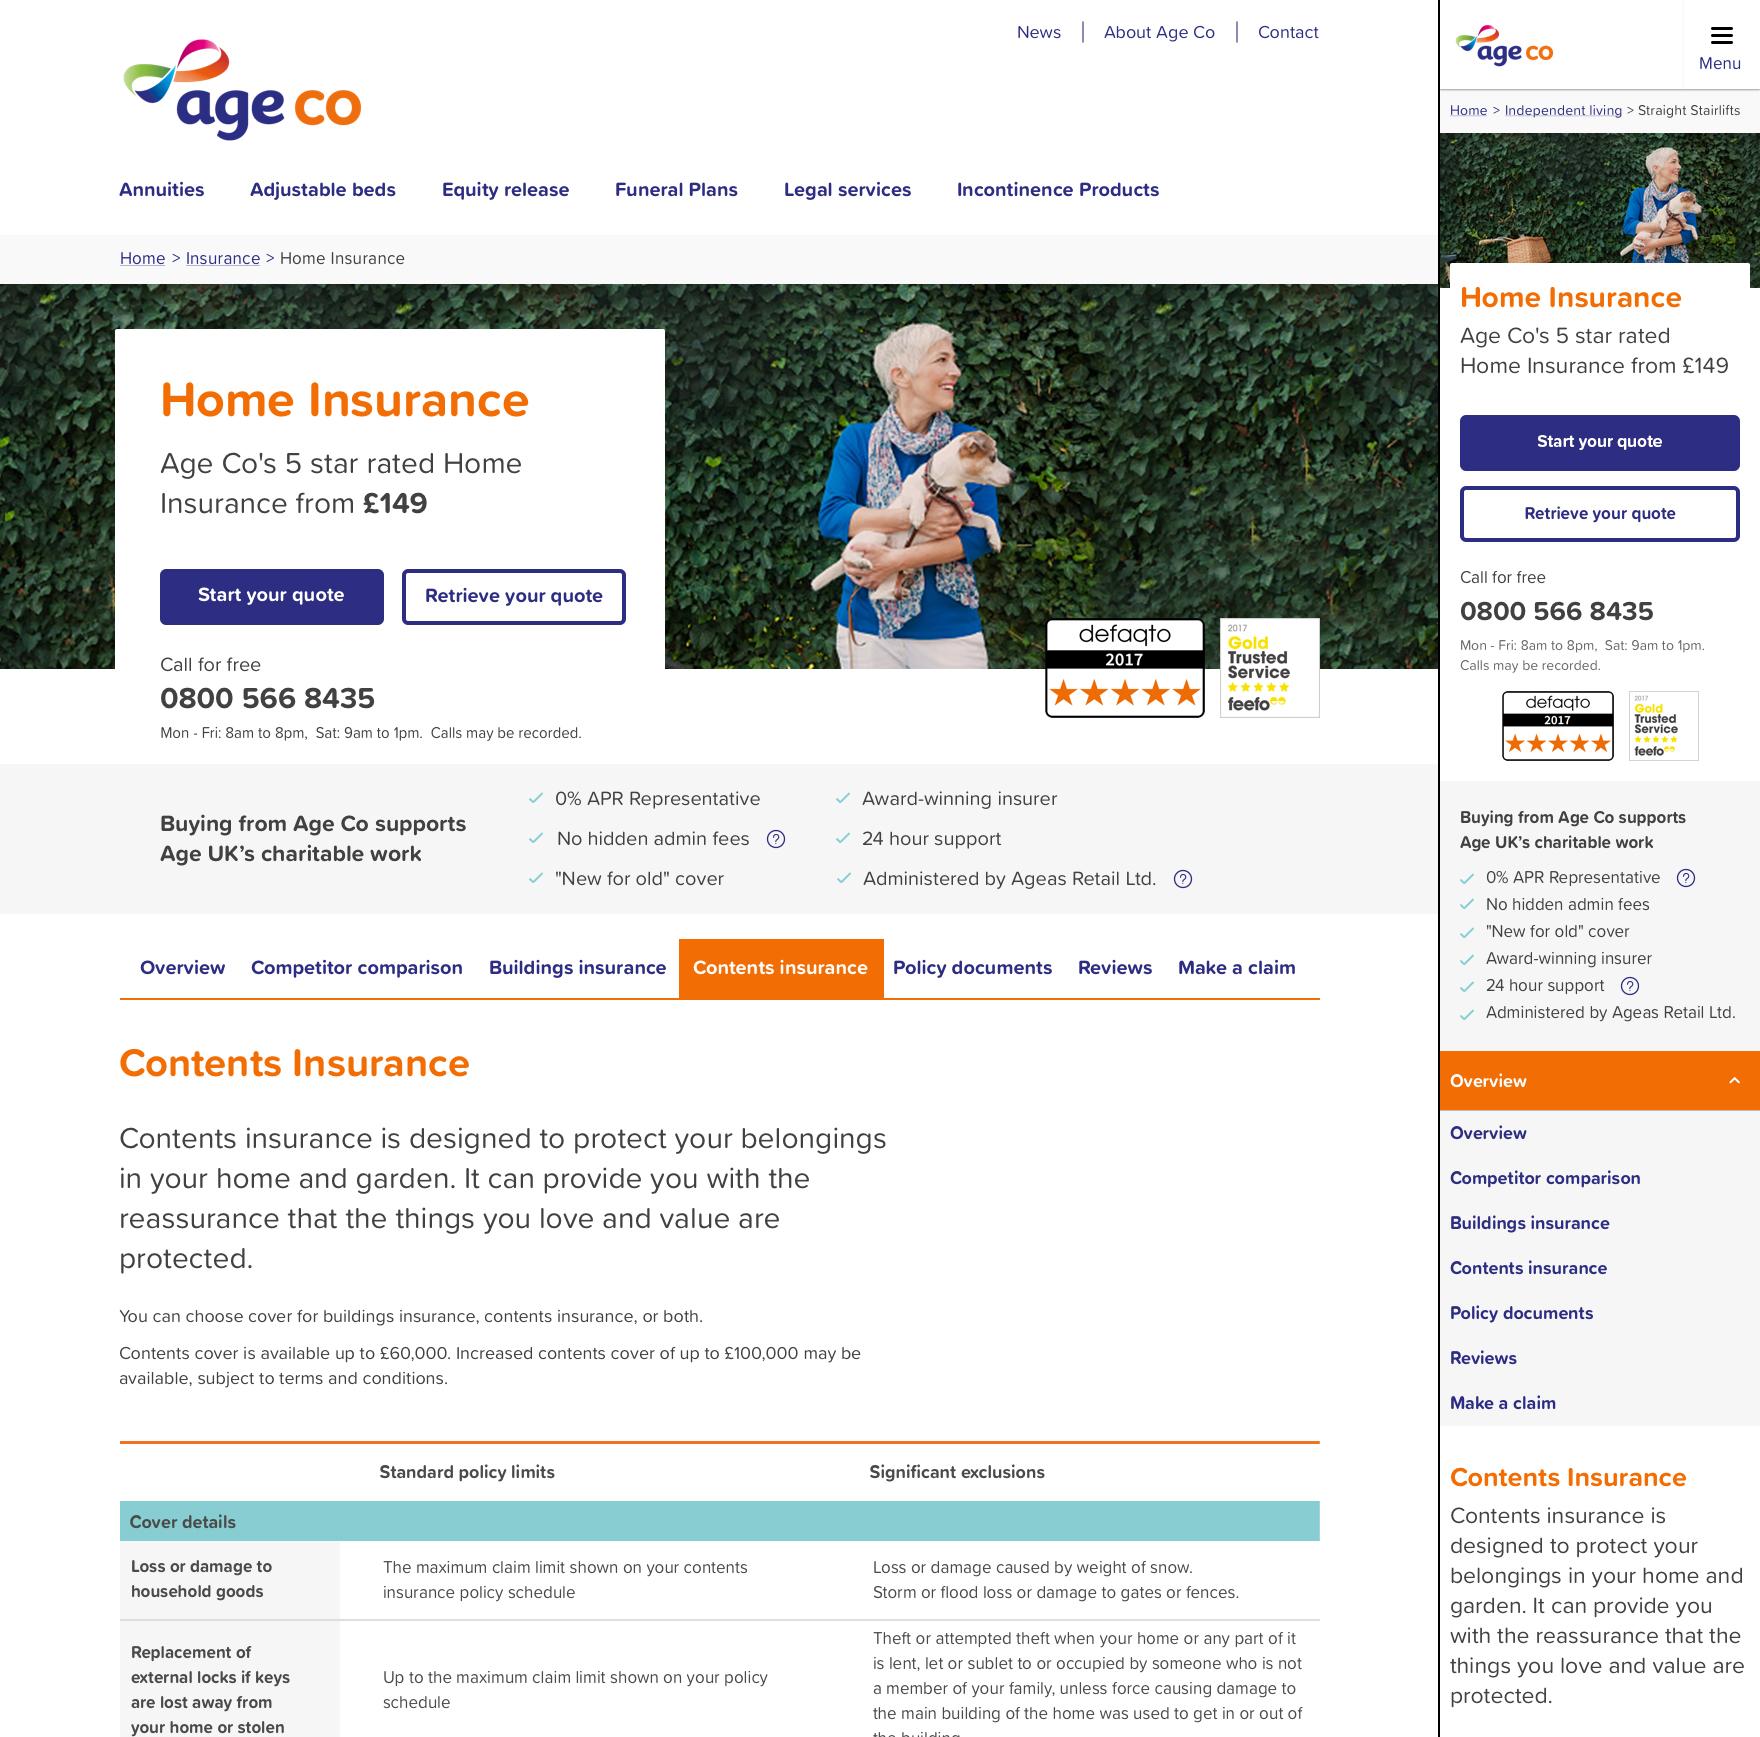 News | About Age Co | Contact
age co
Annuities Adjustable beds Equity release Funeral Plans Legal services Incontinence Products
Home > Insurance > Home Insurance
Home Insurance
Age Co's 5 star rated Home
Insurance from £149
Start your quote Retrieve your quote
Call for free
0800 566 8435
Mon - Fri: 8am to 8pm, Sat: 9am to 1pm. Calls may be recorded.
defaqto
2017
2017
Gold
Trusted
Service
feefo
Buying from Age Co supports
Age UK’s charitable work
0% APR Representative
No hidden admin fees ?
"New for old" cover
Award-winning insurer
24 hour support
Administered by Ageas Retail Ltd. ?
Overview Competitor comparison Buildings insurance Contents insurance Policy documents Reviews Make a claim
Contents Insurance
Contents insurance is designed to protect your belongings
in your home and garden. It can provide you with the
reassurance that the things you love and value are
protected.
You can choose cover for buildings insurance, contents insurance, or both.
Contents cover is available up to £60,000. Increased contents cover of up to £100,000 may be
available, subject to terms and conditions.
Standard policy limits Significant exclusions
Cover details
Loss or damage to
household goods
The maximum claim limit shown on your contents
insurance policy schedule
Loss or damage caused by weight of snow.
Storm or flood loss or damage to gates or fences.
Replacement of
external locks if keys
are lost away from
your home or stolen
Up to the maximum claim limit shown on your policy
schedule
Theft or attempted theft when your home or any part of it
is lent, let or sublet to or occupied by someone who is not
a member of your family, unless force causing damage to
the main building of the home was used to get in or out of
the building
age co
Menu
Home > Independent living > Straight Stairlifts
Home Insurance
Age Co's 5 star rated
Home Insurance from £149
Start your quote
Retrieve your quote
Call for free
0800 566 8435
Mon - Fri: 8am to 8pm, Sat: 9am to 1pm.
Calls may be recorded.
defaqto
2017
2017
Gold
Trusted
Service
feefo
Buying from Age Co supports
Age UK’s charitable work
0% APR Representative ?
No hidden admin fees
"New for old" cover
Award-winning insurer
24 hour support ?
Administered by Ageas Retail Ltd.
Overview
Overview
Competitor comparison
Buildings insurance
Contents insurance
Policy documents
Reviews
Make a claim
Contents Insurance
Contents insurance is
designed to protect your
belongings in your home and
garden. It can provide you
with the reassurance that the
things you love and value are
protected.